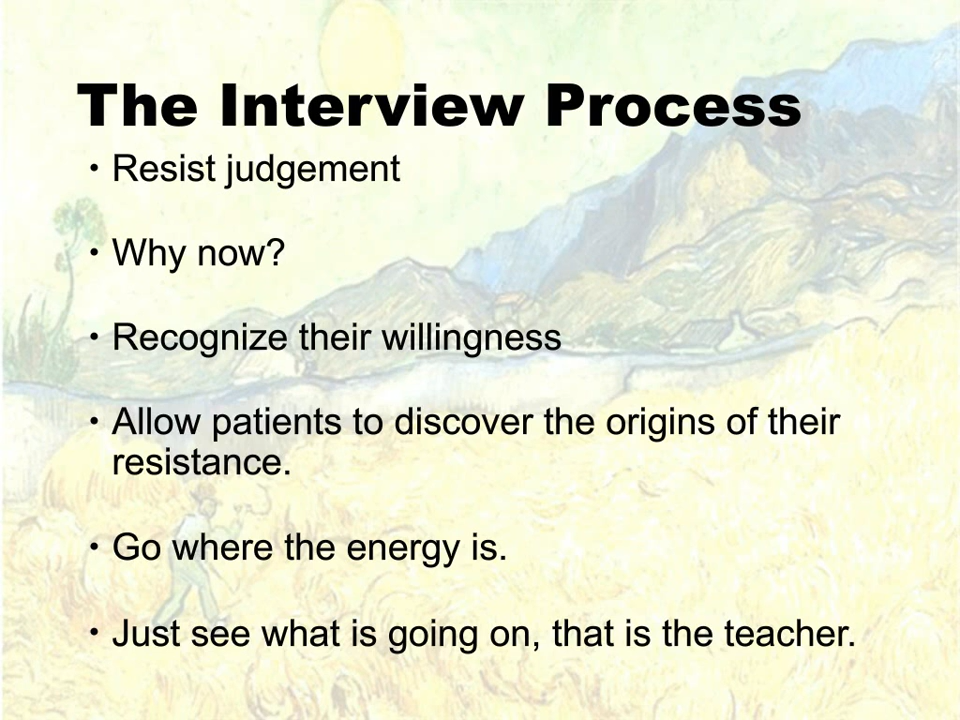 The Interview Process
• Resist judgement
• Why now?
• Recognize their willingness
• Allow patients to discover the origins of their
resistance.
• Go where the energy is.
• Just see what is going on, that is the teacher.